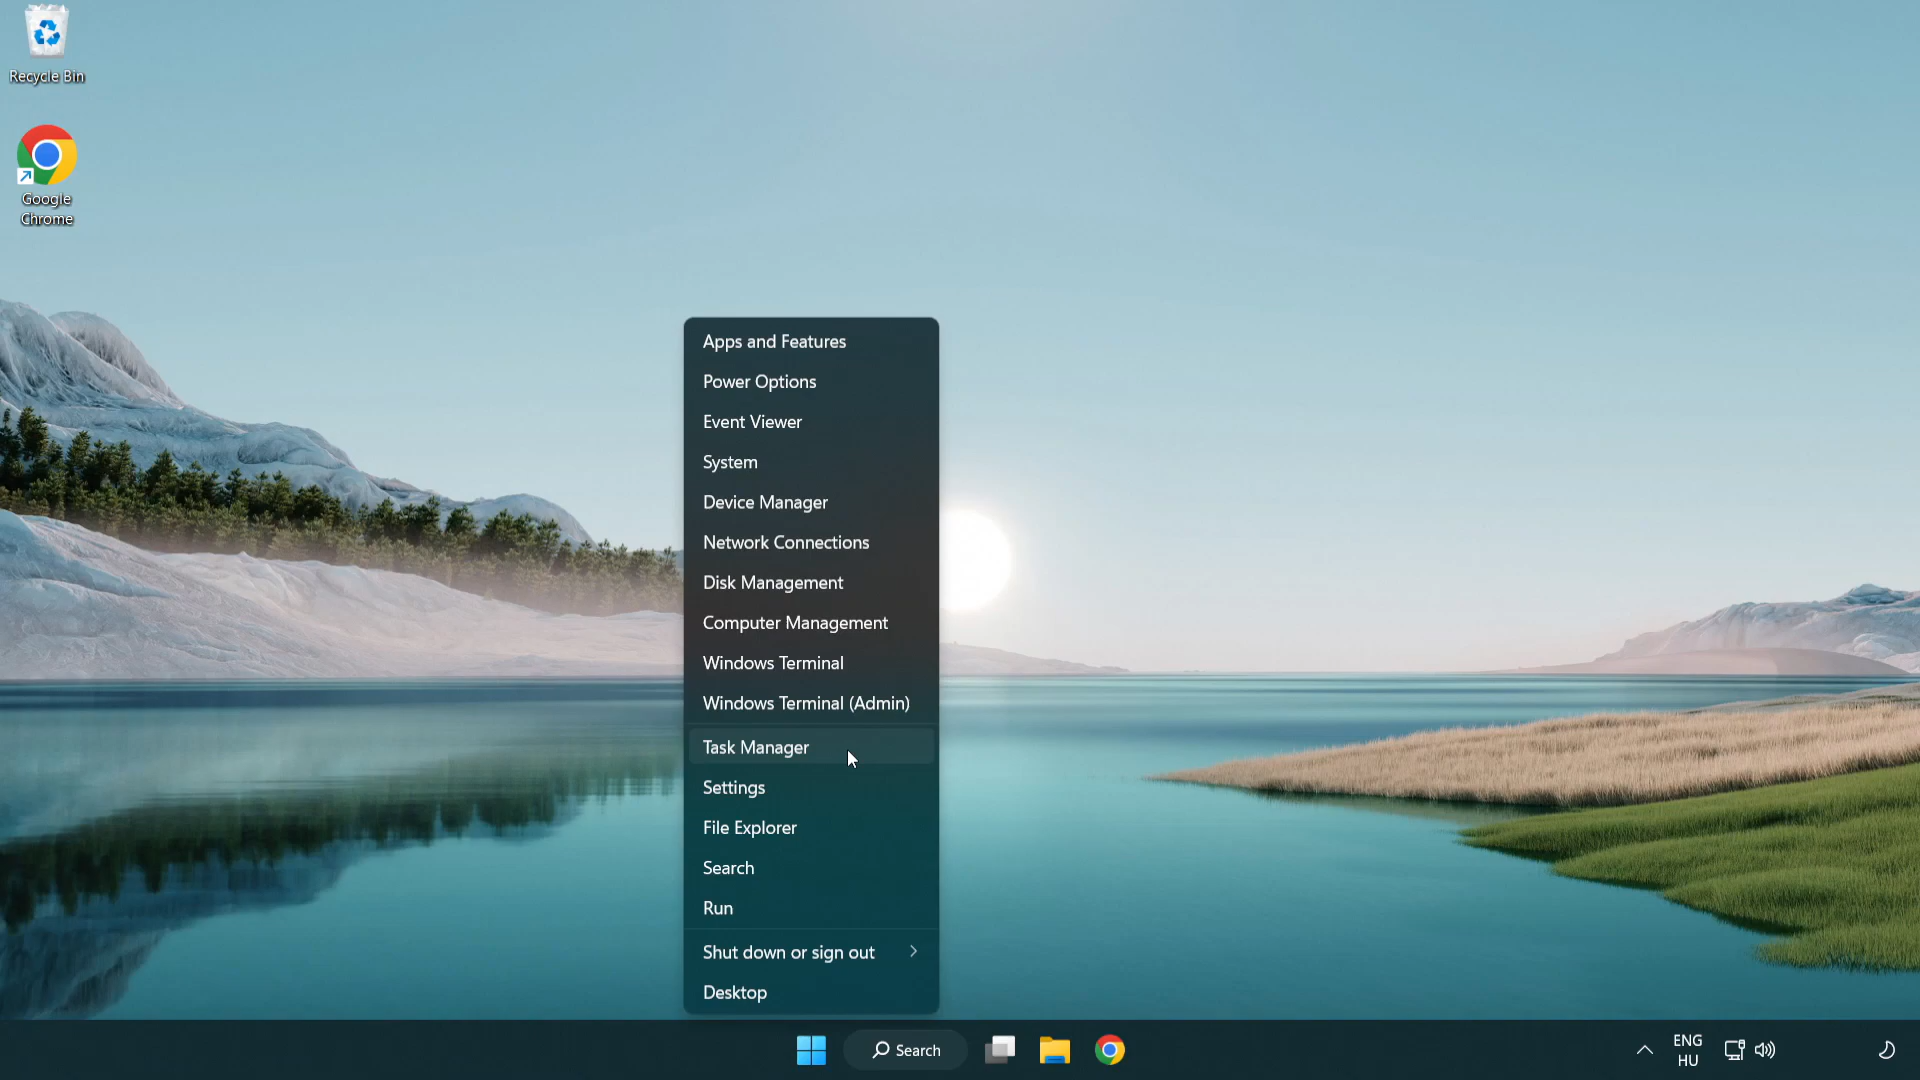 Recycle Bin
Google
Chrome
Apps and Features
Power Options
Event Viewer
System
Device Manager
Network Connections
Disk Management
Computer Management
Windows Terminal
Windows Terminal (Admin)
Task Manager
Settings
File Explorer
Search
Run
Shut down or sign out
Desktop
Search
ENG
HU